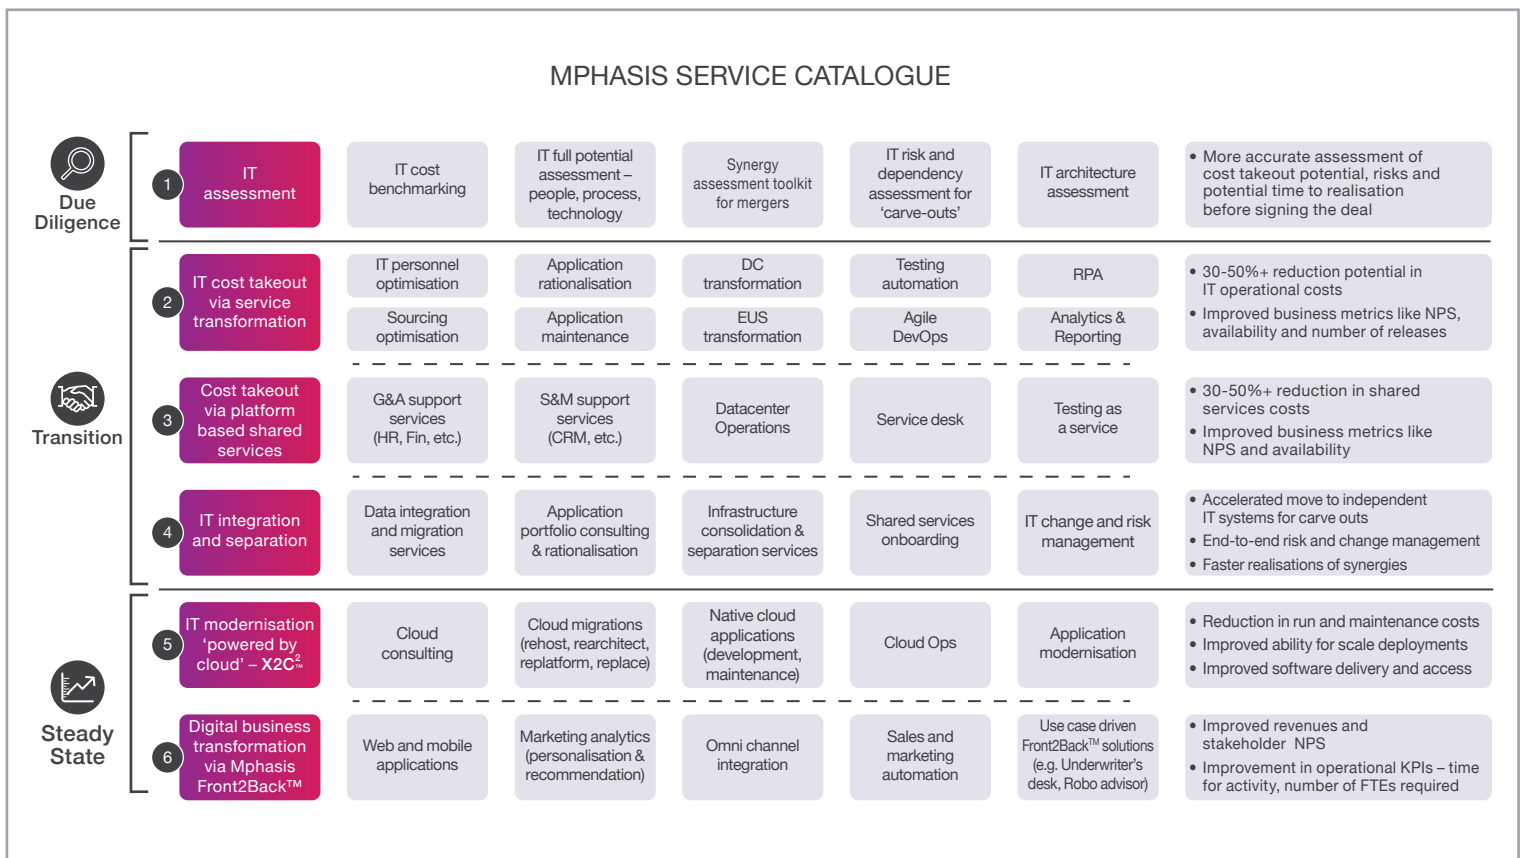 MPHASIS SERVICE CATALOGUE
Due
Diligence
1
IT
assessment
IT cost
benchmarking
IT full potential
assessment –
people, process,
technology
Synergy
assessment toolkit
for mergers
IT risk and
dependency
assessment for
‘carve-outs’
IT architecture
assessment
• More accurate assessment of
cost takeout potential, risks and
potential time to realisation
before signing the deal
Transition
2
IT cost takeout
via service
transformation
IT personnel
optimisation
Application
rationalisation
DC
transformation
Testing
automation
RPA
Sourcing
optimisation
Application
maintenance
EUS
transformation
Agile
DevOps
Analytics &
Reporting
• 30-50%+ reduction potential in
IT operational costs
• Improved business metrics like NPS,
availability and number of releases
3
Cost takeout
via platform
based shared
services
G&A support
services
(HR, Fin, etc.)
S&M support
services
(CRM, etc.)
Datacenter
Operations
Service desk
Testing as
a service
• 30-50%+ reduction in shared
services costs
• Improved business metrics like
NPS and availability
4
IT integration
and separation
Data integration
and migration
services
Application
portfolio consulting
& rationalisation
Infrastructure
consolidation &
separation services
Shared services
onboarding
IT change and risk
management
• Accelerated move to independent
IT systems for carve outs
• End-to-end risk and change management
• Faster realisations of synergies
Steady
State
5
IT modernisation
‘powered by
cloud’ – X2C²™
Cloud
consulting
Cloud migrations
(rehost, rearchitect,
replatform, replace)
Native cloud
applications
(development,
maintenance)
Cloud Ops
Application
modernisation
• Reduction in run and maintenance costs
• Improved ability for scale deployments
• Improved software delivery and access
6
Digital business
transformation
via Mphasis
Front2Back™
Web and mobile
applications
Marketing analytics
(personalisation &
recommendation)
Omni channel
integration
Sales and
marketing
automation
Use case driven
Front2Back™ solutions
(e.g. Underwriter’s
desk, Robo advisor)
• Improved revenues and
stakeholder NPS
• Improvement in operational KPIs – time
for activity, number of FTEs required